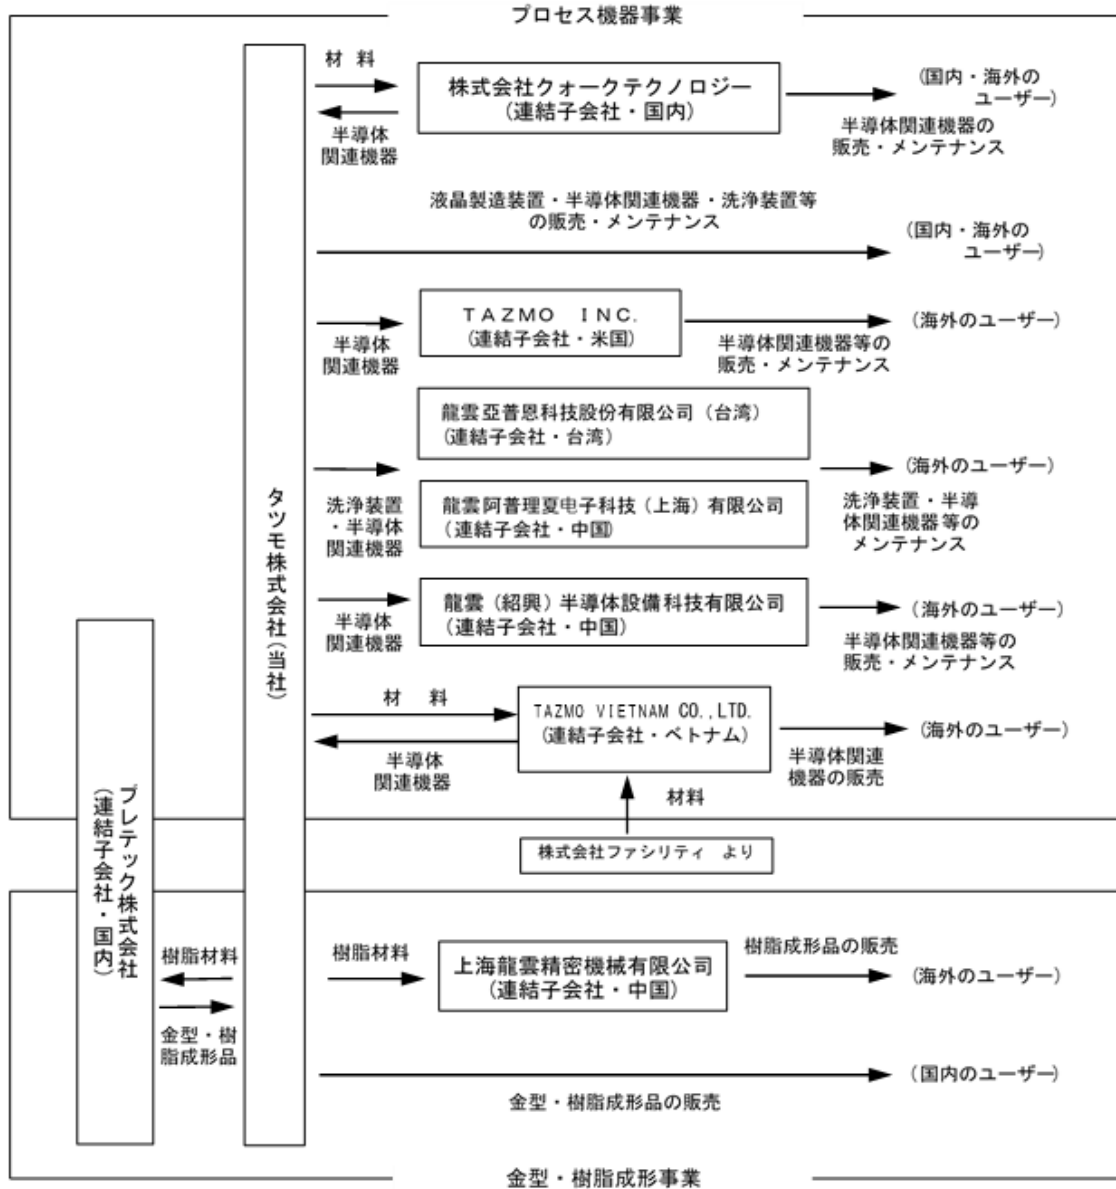 プロセス機器事業
材 料
株式会社クォークテクノロジー
(連結子会社・国内)
(国内・海外の
ユーザー)
半導体
関連機器
半導体関連機器の
販売・メンテナンス
液晶製造装置・半導体関連機器・洗浄装置等
の販売・メンテナンス
(国内・海外の
ユーザー)
TAZMO INC.
(連結子会社・米国)
(海外のユーザー)
半導体
関連機器
半導体関連機器等の
販売・メンテナンス
龍雲亞普恩科技股份有限公司(台湾)
(連結子会社・台湾)
(海外のユーザー)
洗浄装置
・半導体
関連機器
龍雲阿普理夏电子科技(上海)有限公司
(連結子会社・中国)
洗浄装置・半導
体関連機器等の
メンテナンス
タツモ株式会社(当社)
龍雲(紹興)半導体設備科技有限公司
(連結子会社・中国)
(海外のユーザー)
半導体
関連機器
半導体関連機器等の
販売・メンテナンス
材 料
TAZMO VIETNAM CO.,LTD.
(連結子会社・ベトナム)
(海外のユーザー)
半導体
関連機器
半導体関連
機器の販売
材料
株式会社ファシリティ より
プレテック株式会社
(連結子会社・国内)
樹脂材料
金型・樹
脂成形品
樹脂材料
上海龍雲精密機械有限公司
(連結子会社・中国)
樹脂成形品の販売
(海外のユーザー)
(国内のユーザー)
金型・樹脂成形品の販売
金型・樹脂成形事業